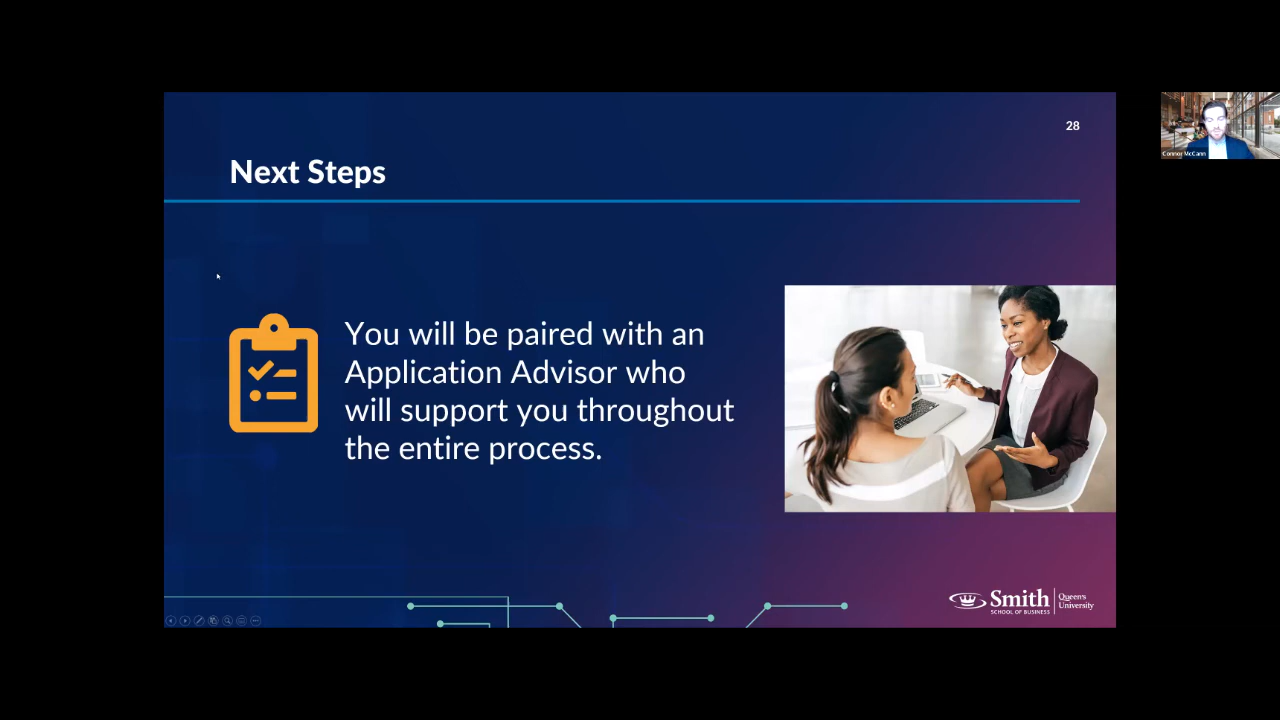 28
Connor McCann
Next Steps
You will be paired with an
Application Advisor who
will support you throughout
the entire process.
Smith
SCHOOL OF BUSINESS
Queen's
University